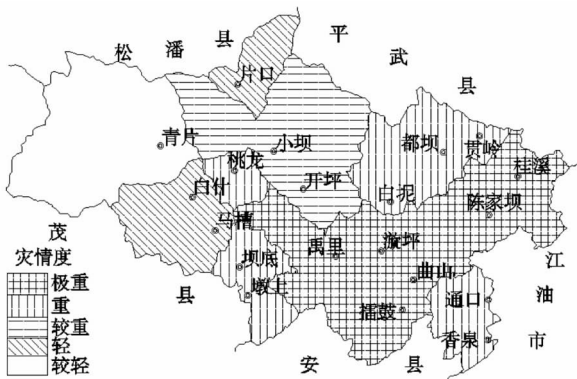 松潘县
平武县
片口
青片
小坝
都坝
贯岭
桂溪
桃龙
白什
开坪
白坭
陈家坝
马槽
茂县
禹里
漩坪
坝底
曲山
江油市
墩上
通口
擂鼓
香泉
安县
灾情度
极重
重
较重
轻
较轻